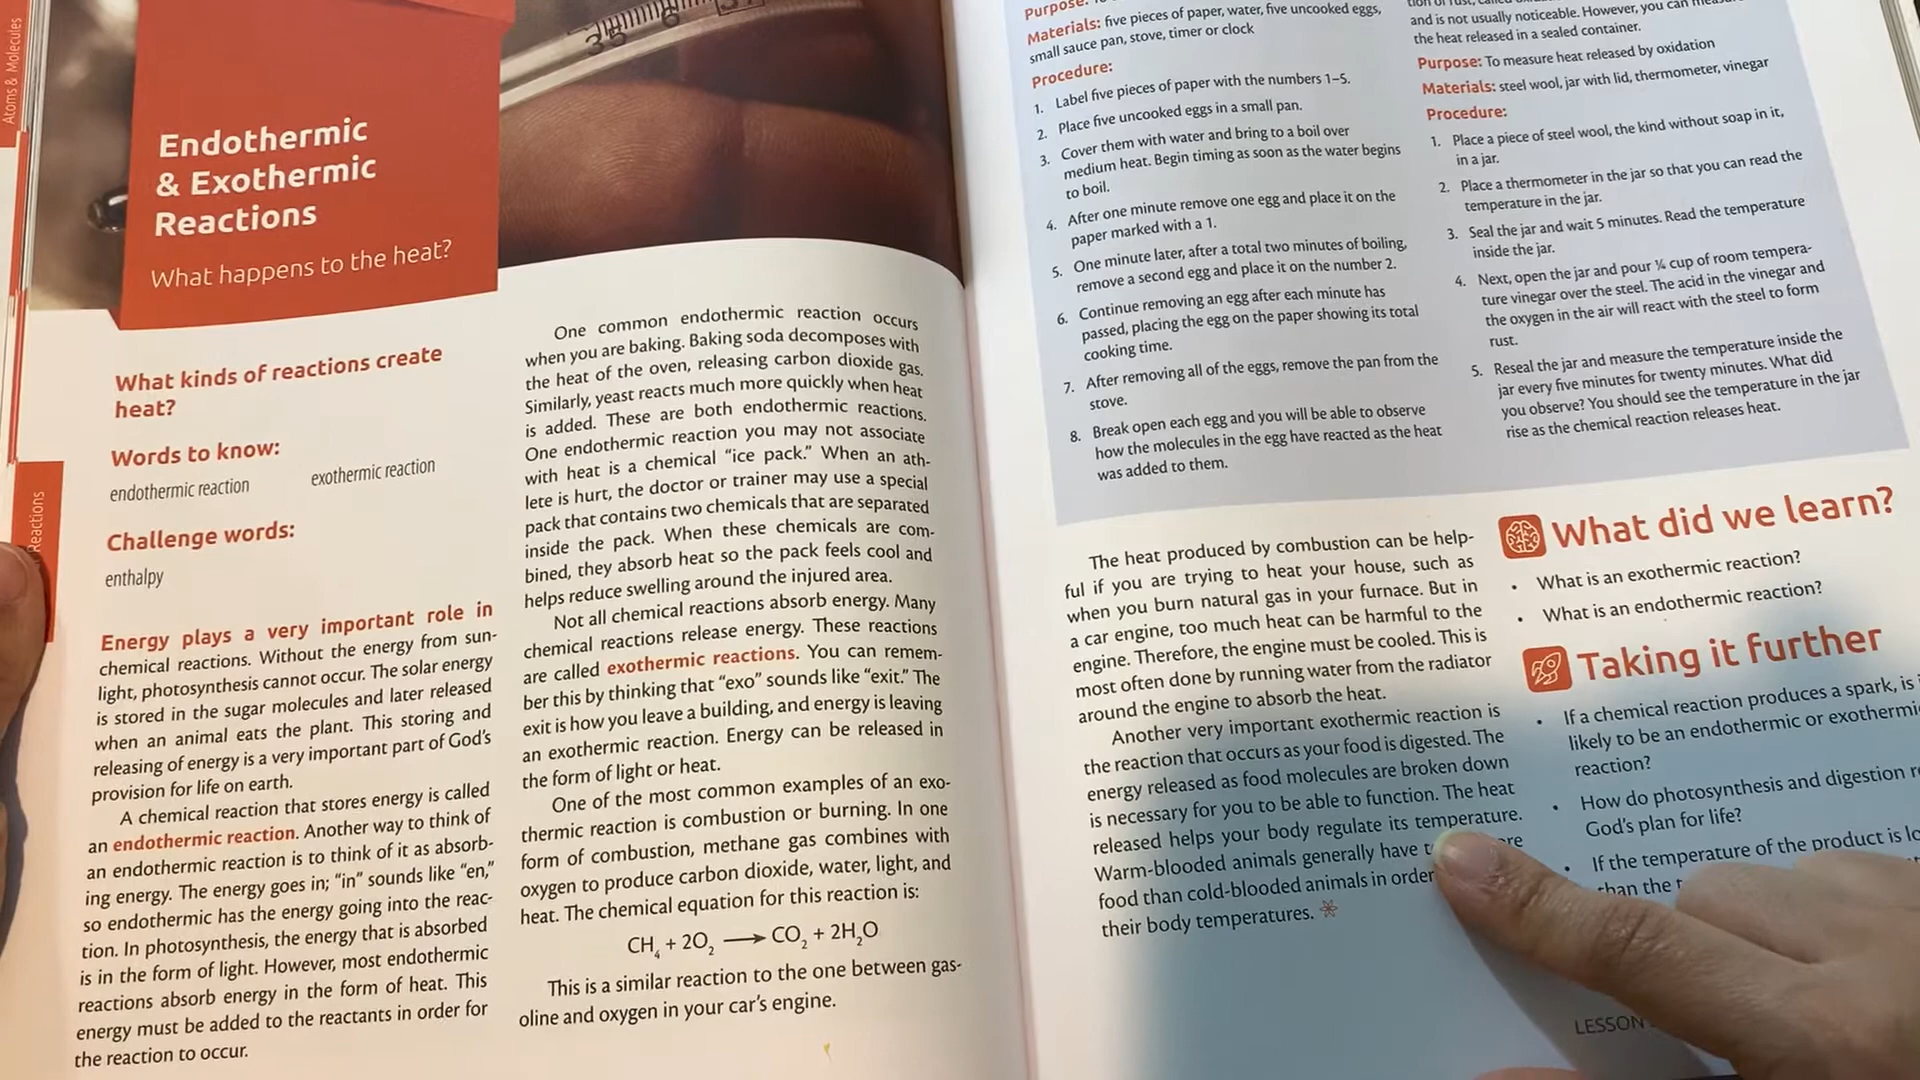 Atoms & Molecules
Reactions
Endothermic
& Exothermic
Reactions
What happens to the heat?
What kinds of reactions create
heat?
Words to know:
endothermic reaction
exothermic reaction
Challenge words:
enthalpy
Energy plays a very important role in
chemical reactions. Without the energy from sun-
light, photosynthesis cannot occur. The solar energy
is stored in the sugar molecules and later released
when an animal eats the plant. This storing and
releasing of energy is a very important part of God's
provision for life on earth.
A chemical reaction that stores energy is called
an endothermic reaction. Another way to think of
an endothermic reaction is to think of it as absorb-
ing energy. The energy goes in; "in" sounds like "en,"
so endothermic has the energy going into the reac-
tion. In photosynthesis, the energy that is absorbed
is in the form of light. However, most endothermic
reactions absorb energy in the form of heat. This
energy must be added to the reactants in order for
the reaction to occur.
One common endothermic reaction occurs
when you are baking. Baking soda decomposes with
the heat of the oven, releasing carbon dioxide gas.
Similarly, yeast reacts much more quickly when heat
is added. These are both endothermic reactions.
One endothermic reaction you may not associate
with heat is a chemical "ice pack." When an ath-
lete is hurt, the doctor or trainer may use a special
pack that contains two chemicals that are separated
inside the pack. When these chemicals are com-
bined, they absorb heat so the pack feels cool and
helps reduce swelling around the injured area.
Not all chemical reactions absorb energy. Many
chemical reactions release energy. These reactions
are called exothermic reactions. You can remem-
ber this by thinking that "exo" sounds like "exit." The
exit is how you leave a building, and energy is leaving
an exothermic reaction. Energy can be released in
the form of light or heat.
One of the most common examples of an exo-
thermic reaction is combustion or burning. In one
form of combustion, methane gas combines with
oxygen to produce carbon dioxide, water, light, and
heat. The chemical equation for this reaction is:
CH₄ + 2O₂ ⟶ CO₂ + 2H₂O
This is a similar reaction to the one between gas-
oline and oxygen in your car's engine.
Purpose:
Materials: five pieces of paper, water, five uncooked eggs,
small sauce pan, stove, timer or clock
Procedure:
1. Label five pieces of paper with the numbers 1–5.
2. Place five uncooked eggs in a small pan.
3. Cover them with water and bring to a boil over
medium heat. Begin timing as soon as the water begins
to boil.
4. After one minute remove one egg and place it on the
paper marked with a 1.
5. One minute later, after a total two minutes of boiling,
remove a second egg and place it on the number 2.
6. Continue removing an egg after each minute has
passed, placing the egg on the paper showing its total
cooking time.
7. After removing all of the eggs, remove the pan from the
stove.
8. Break open each egg and you will be able to observe
how the molecules in the egg have reacted as the heat
was added to them.
and is not usually noticeable. However, you can
the heat released in a sealed container.
Purpose: To measure heat released by oxidation
Materials: steel wool, jar with lid, thermometer, vinegar
Procedure:
1. Place a piece of steel wool, the kind without soap in it,
in a jar.
2. Place a thermometer in the jar so that you can read the
temperature in the jar.
3. Seal the jar and wait 5 minutes. Read the temperature
inside the jar.
4. Next, open the jar and pour ¼ cup of room tempera-
ture vinegar over the steel. The acid in the vinegar and
the oxygen in the air will react with the steel to form
rust.
5. Reseal the jar and measure the temperature inside the
jar every five minutes for twenty minutes. What did
you observe? You should see the temperature in the jar
rise as the chemical reaction releases heat.
The heat produced by combustion can be help-
ful if you are trying to heat your house, such as
when you burn natural gas in your furnace. But in
a car engine, too much heat can be harmful to the
engine. Therefore, the engine must be cooled. This is
most often done by running water from the radiator
around the engine to absorb the heat.
Another very important exothermic reaction is
the reaction that occurs as your food is digested. The
energy released as food molecules are broken down
is necessary for you to be able to function. The heat
released helps your body regulate its temperature.
Warm-blooded animals generally have
food than cold-blooded animals in order
their body temperatures.
What did we learn?
• What is an exothermic reaction?
• What is an endothermic reaction?
Taking it further
• If a chemical reaction produces a spark, is
likely to be an endothermic or exothermic
reaction?
• How do photosynthesis and digestion
God's plan for life?
• If the temperature of the product is
than the
LESSON